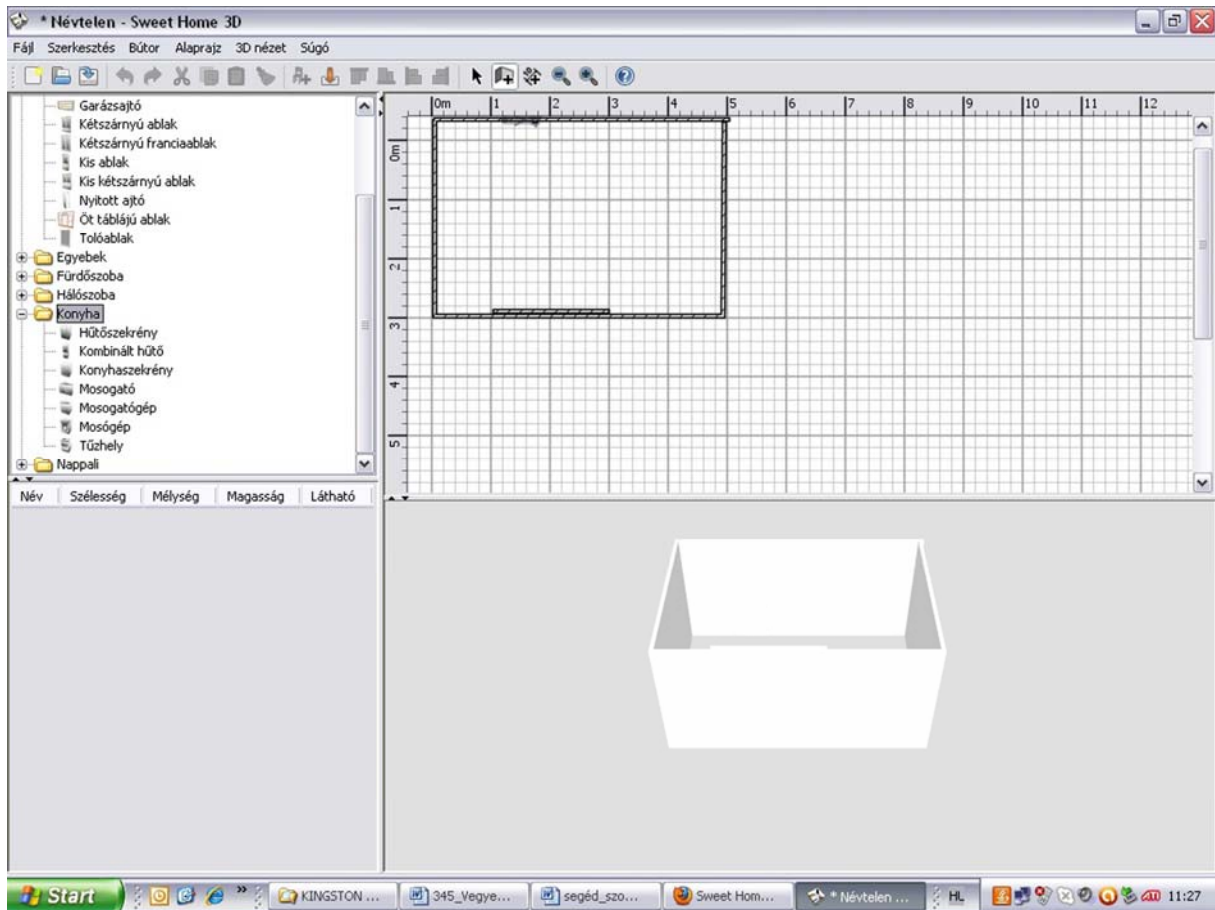 * Névtelen - Sweet Home 3D
Fájl Szerkesztés Bútor Alaprajz 3D nézet Súgó
Garázsajtó
Kétszárnyú ablak
Kétszárnyú franciaablak
Kis ablak
Kis kétszárnyú ablak
Nyitott ajtó
Öt táblájú ablak
Tolóablak
Egyebek
Fürdőszoba
Hálószoba
Konyha
Hűtőszekrény
Kombinált hűtő
Konyhaszekrény
Mosogató
Mosogatógép
Mosógép
Tűzhely
Nappali
0m 1 2 3 4 5 6 7 8 9 10 11 12
0m
1
2
3
4
5
Név Szélesség Mélység Magasság Látható
Start KINGSTON ... 345_Vegye... segéd_szo... Sweet Hom... * Névtelen ... HL 11:27